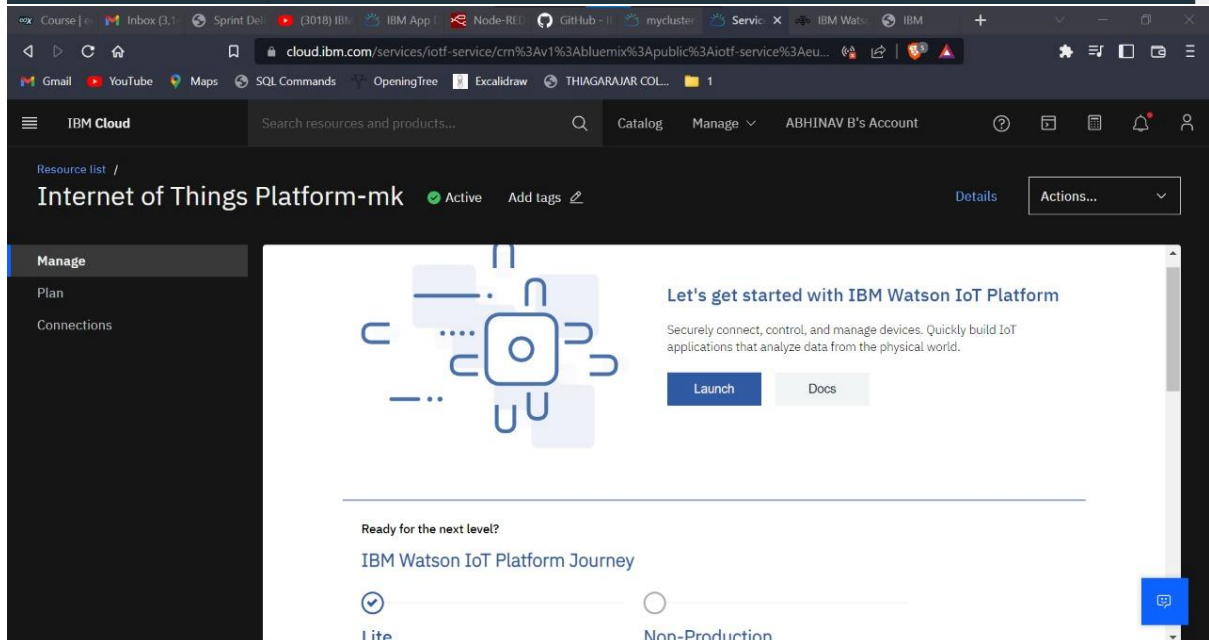 Course | e Inbox (3,1 Sprint Deli (3018) IBM IBM App D Node-RED GitHub - II mycluster Servic IBM Wats IBM
cloud.ibm.com/services/iotf-service/crn%3Av1%3Abluemix%3Apublic%3Aiotf-service%3Aeu...
Gmail YouTube Maps SQL Commands OpeningTree Excalidraw THIAGARAJAR COL... 1
IBM Cloud Search resources and products... Catalog Manage ABHINAV B's Account
Resource list /
Internet of Things Platform-mk Active Add tags Details Actions...
Manage
Plan
Connections
Let's get started with IBM Watson IoT Platform
Securely connect, control, and manage devices. Quickly build IoT
applications that analyze data from the physical world.
Launch Docs
Ready for the next level?
IBM Watson IoT Platform Journey
Lite Non-Production